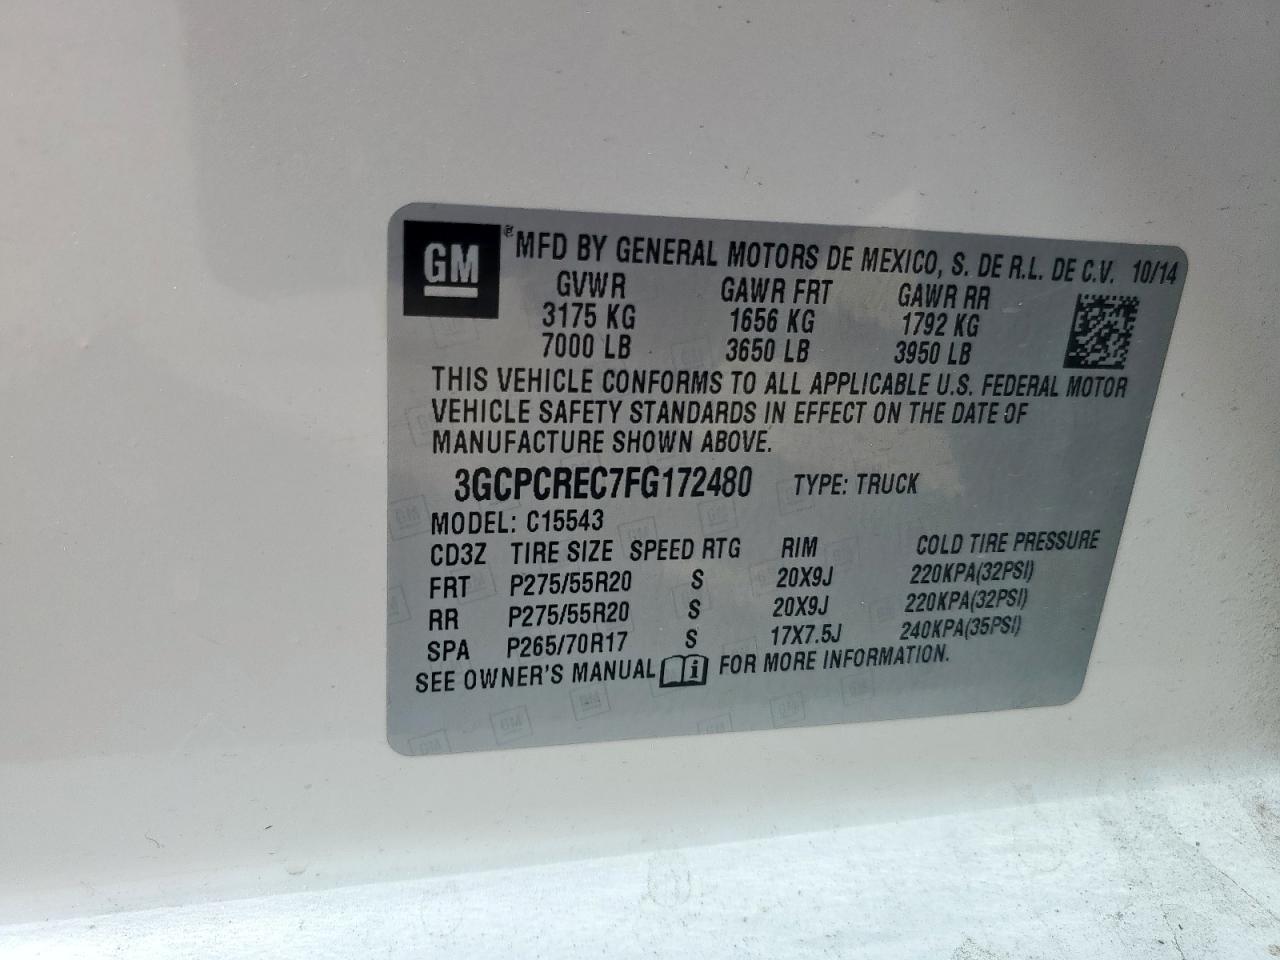 GM ® MFD BY GENERAL MOTORS DE MEXICO, S. DE R.L. DE C.V. 10/14
GVWR GAWR FRT GAWR RR
3175 KG 1656 KG 1792 KG
7000 LB 3650 LB 3950 LB
THIS VEHICLE CONFORMS TO ALL APPLICABLE U.S. FEDERAL MOTOR
VEHICLE SAFETY STANDARDS IN EFFECT ON THE DATE OF
MANUFACTURE SHOWN ABOVE.
3GCPCREC7FG172480 TYPE: TRUCK
MODEL: C15543
CD3Z TIRE SIZE SPEED RTG RIM COLD TIRE PRESSURE
FRT P275/55R20 S 20X9J 220KPA(32PSI)
RR P275/55R20 S 20X9J 220KPA(32PSI)
SPA P265/70R17 S 17X7.5J 240KPA(35PSI)
SEE OWNER'S MANUAL i FOR MORE INFORMATION.